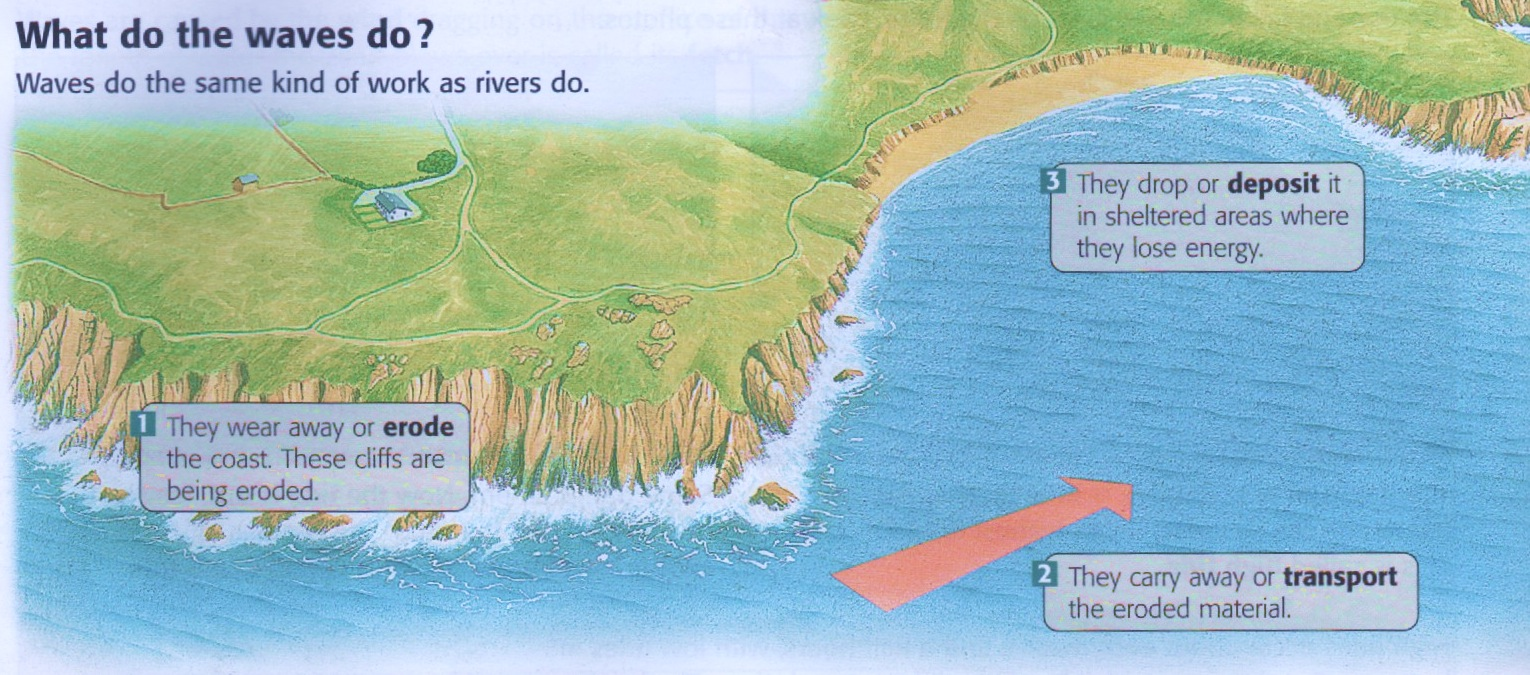 What do the waves do?
Waves do the same kind of work as rivers do.
3 They drop or deposit it
in sheltered areas where
they lose energy.
1 They wear away or erode
the coast. These cliffs are
being eroded.
2 They carry away or transport
the eroded material.